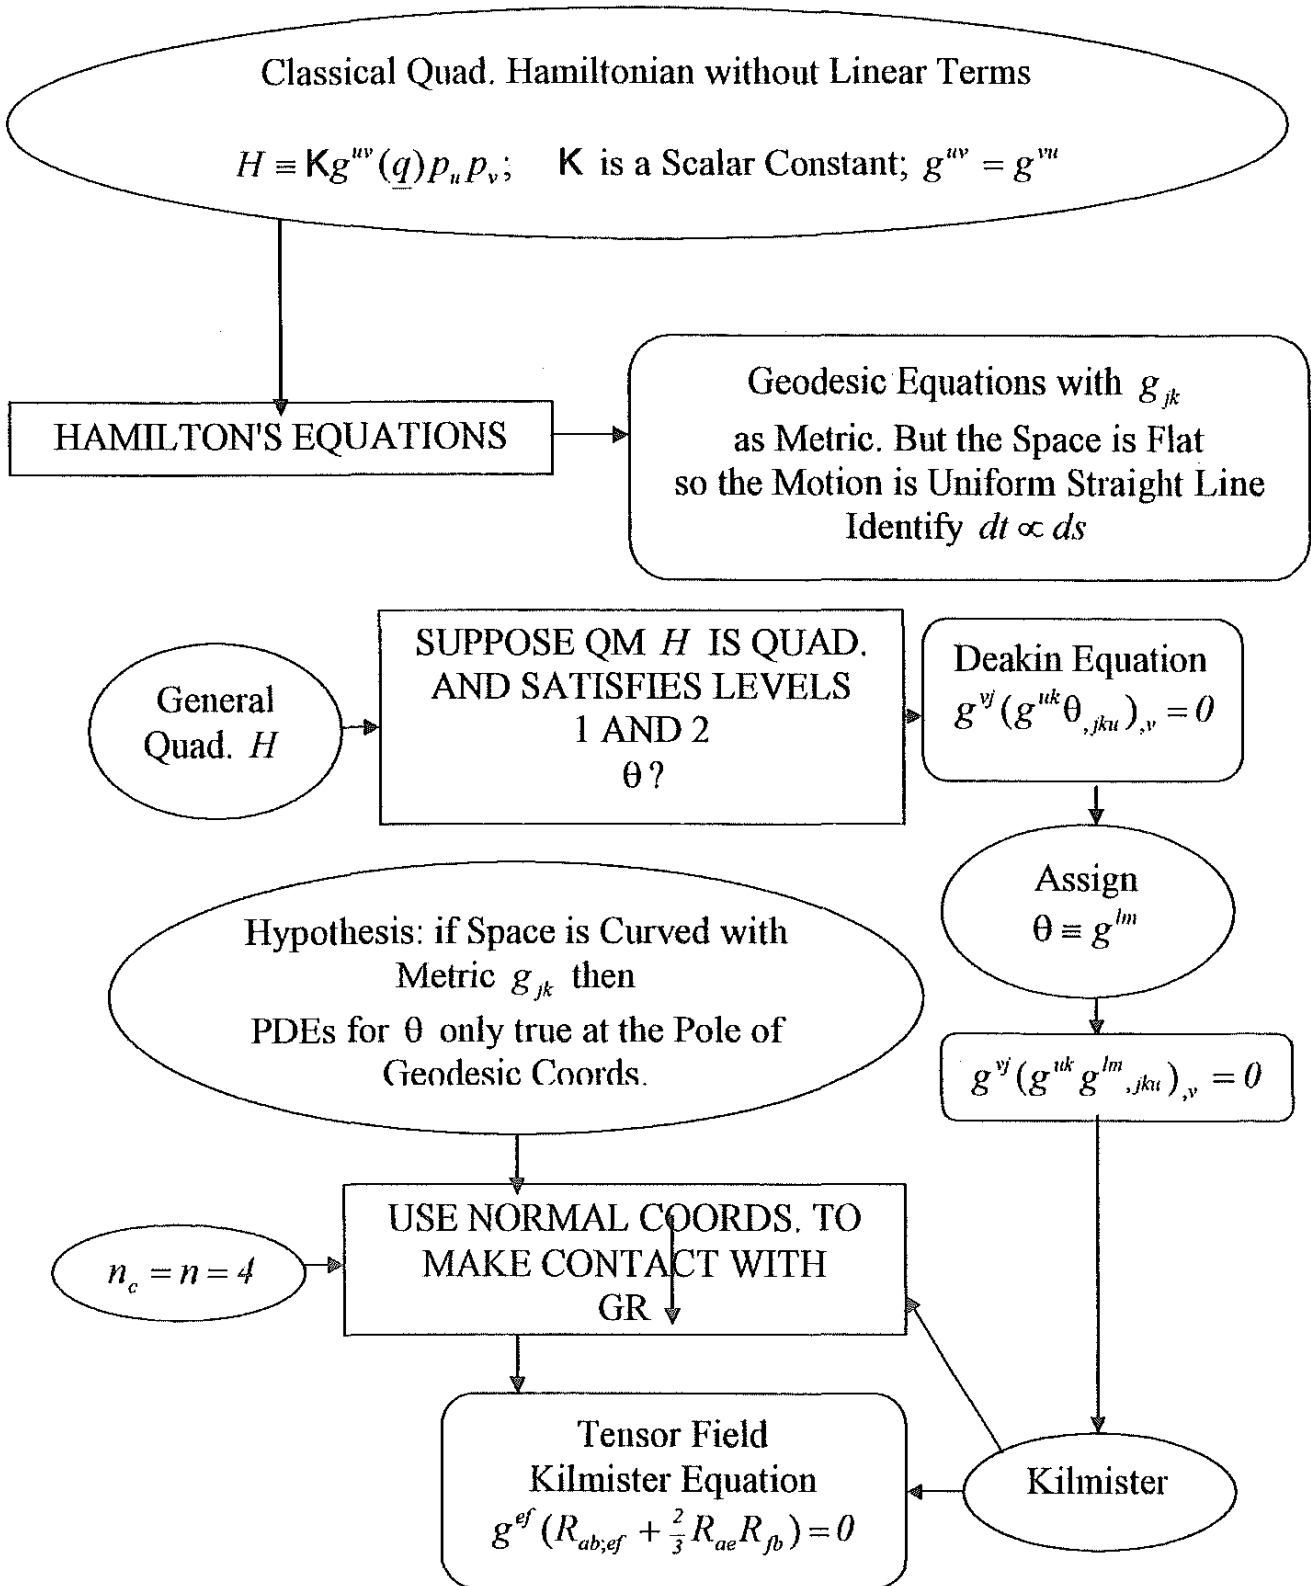 Classical Quad. Hamiltonian without Linear Terms
H ≡ Kg^{uv}(q)p_u p_v; K is a Scalar Constant; g^{uv} = g^{vu}
HAMILTON'S EQUATIONS
Geodesic Equations with g_{jk}
as Metric. But the Space is Flat
so the Motion is Uniform Straight Line
Identify dt ∝ ds
General
Quad. H
SUPPOSE QM H IS QUAD.
AND SATISFIES LEVELS
1 AND 2
θ?
Deakin Equation
g^{vj}(g^{uk}θ_{,jku})_{,v} = 0
Assign
θ ≡ g^{lm}
g^{vj}(g^{uk}g^{lm}_{,jku})_{,v} = 0
Hypothesis: if Space is Curved with
Metric g_{jk} then
PDEs for θ only true at the Pole of
Geodesic Coords.
n_c = n = 4
USE NORMAL COORDS. TO
MAKE CONTACT WITH
GR
Tensor Field
Kilmister Equation
g^{ef}(R_{ab;ef} + 2/3 R_{ae}R_{fb}) = 0
Kilmister